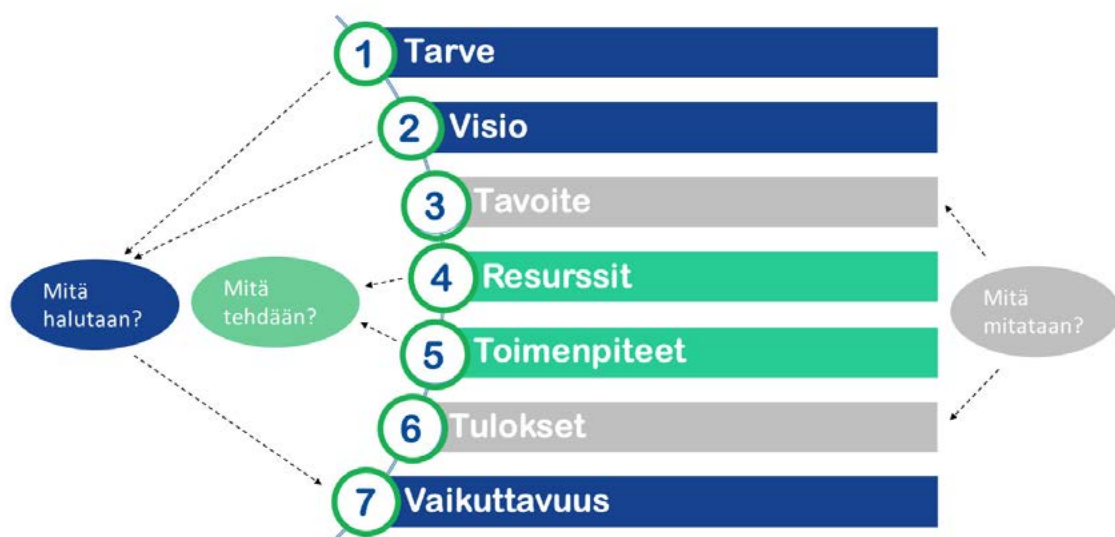 1 Tarve
2 Visio
3 Tavoite
4 Resurssit
5 Toimenpiteet
6 Tulokset
7 Vaikuttavuus
Mitä
halutaan?
Mitä
tehdään?
Mitä
mitataan?